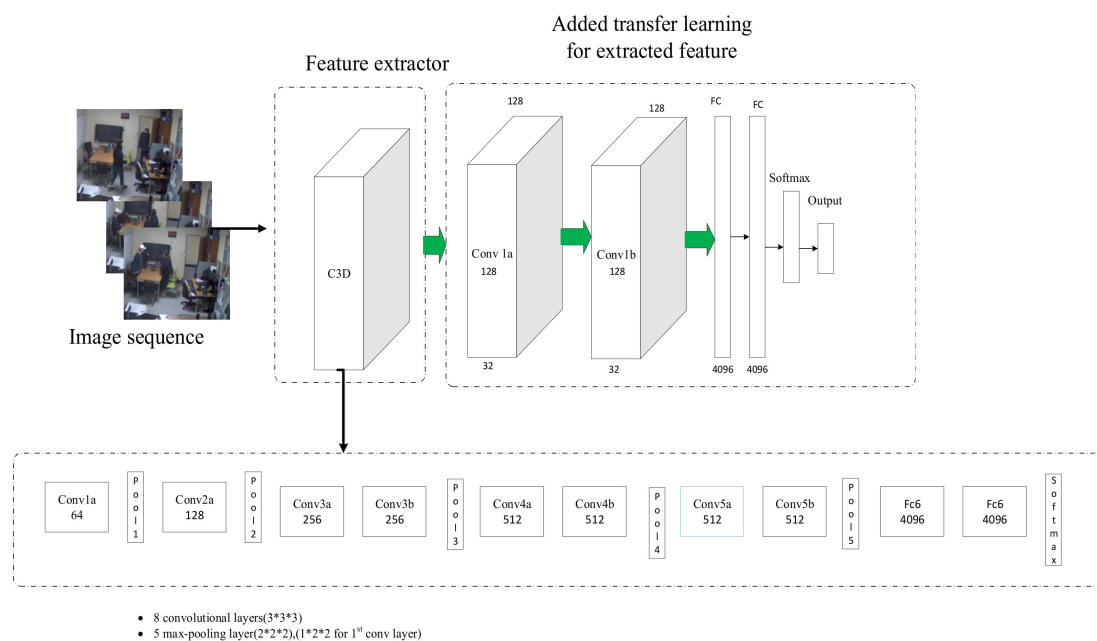 Added transfer learning
for extracted feature
Feature extractor
Image sequence
C3D
128
Conv 1a
128
32
128
Conv1b
128
32
FC
4096
FC
4096
Softmax
Output
Conv1a
64
Pool1
Conv2a
128
Pool2
Conv3a
256
Conv3b
256
Pool3
Conv4a
512
Conv4b
512
Pool4
Conv5a
512
Conv5b
512
Pool5
Fc6
4096
Fc6
4096
Softmax
• 8 convolutional layers(3*3*3)
• 5 max-pooling layer(2*2*2),(1*2*2 for 1st conv layer)